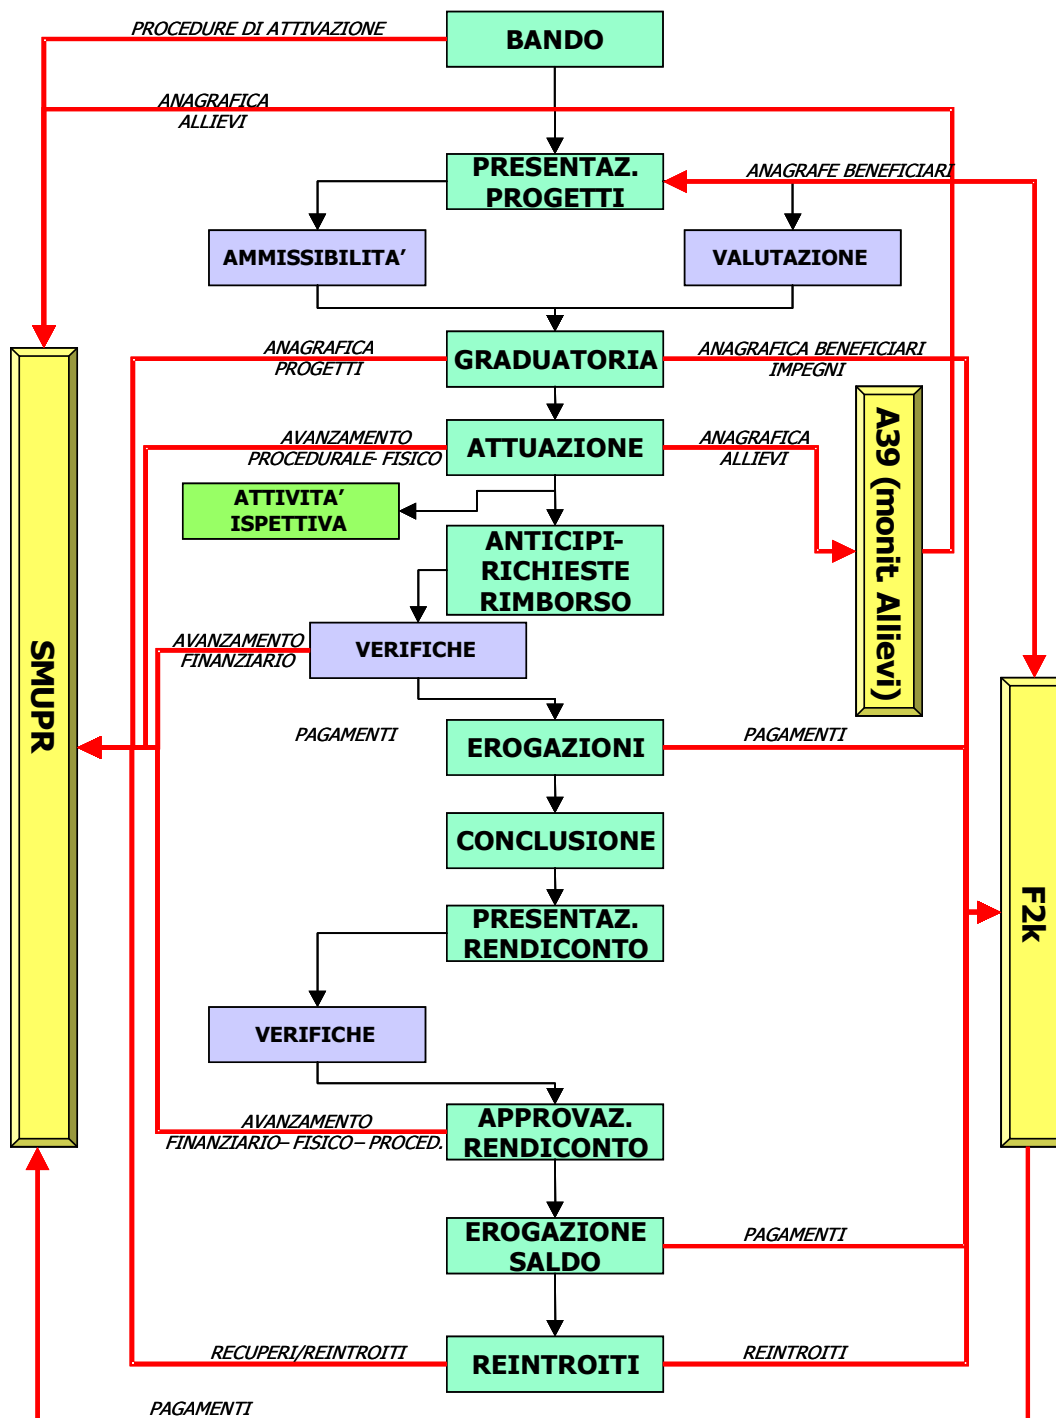 PROCEDURE DI ATTIVAZIONE
BANDO
ANAGRAFICA
ALLIEVI
PRESENTAZ.
PROGETTI
ANAGRAFE BENEFICIARI
AMMISSIBILITA’
VALUTAZIONE
ANAGRAFICA
PROGETTI
GRADUATORIA
ANAGRAFICA BENEFICIARI
IMPEGNI
AVANZAMENTO
PROCEDURALE- FISICO
ATTUAZIONE
ANAGRAFICA
ALLIEVI
A39 (monit. Allievi)
ATTIVITA’
ISPETTIVA
ANTICIPI-
RICHIESTE
RIMBORSO
AVANZAMENTO
FINANZIARIO
VERIFICHE
SMUPR
PAGAMENTI
EROGAZIONI
PAGAMENTI
CONCLUSIONE
F2k
PRESENTAZ.
RENDICONTO
VERIFICHE
AVANZAMENTO
FINANZIARIO– FISICO – PROCED.
APPROVAZ.
RENDICONTO
EROGAZIONE
SALDO
PAGAMENTI
RECUPERI/REINTROITI
REINTROITI
REINTROITI
PAGAMENTI